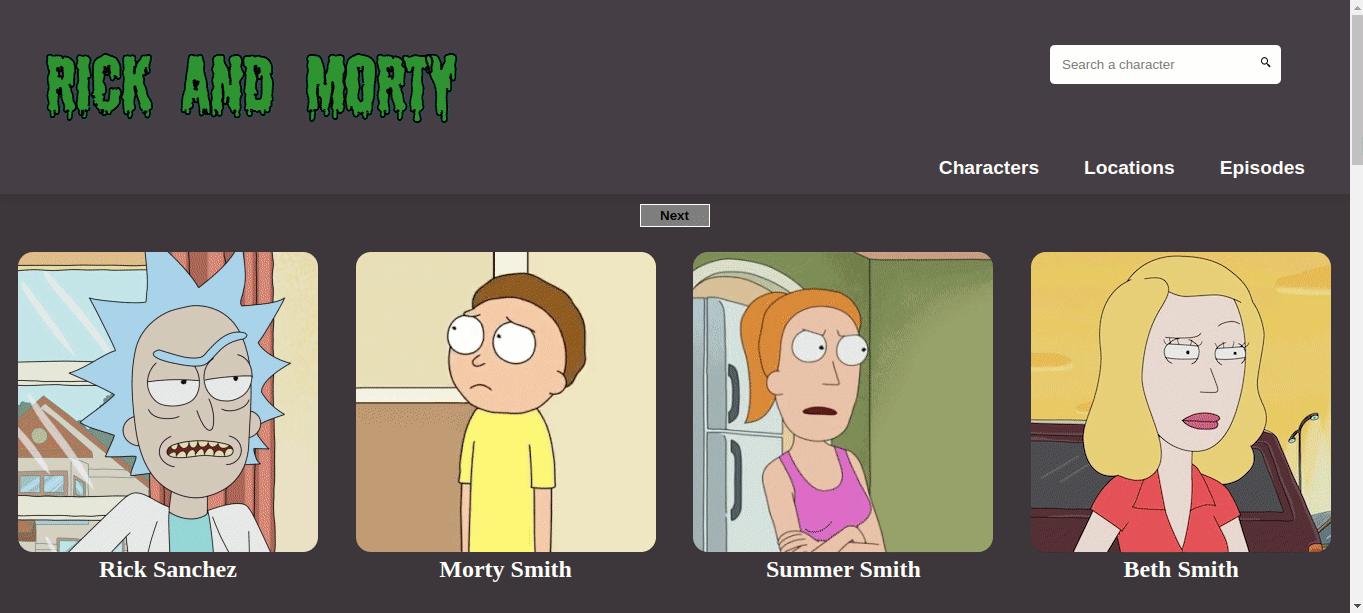 RICK AND MORTY
Search a character
Characters Locations Episodes
Next
Rick Sanchez Morty Smith Summer Smith Beth Smith